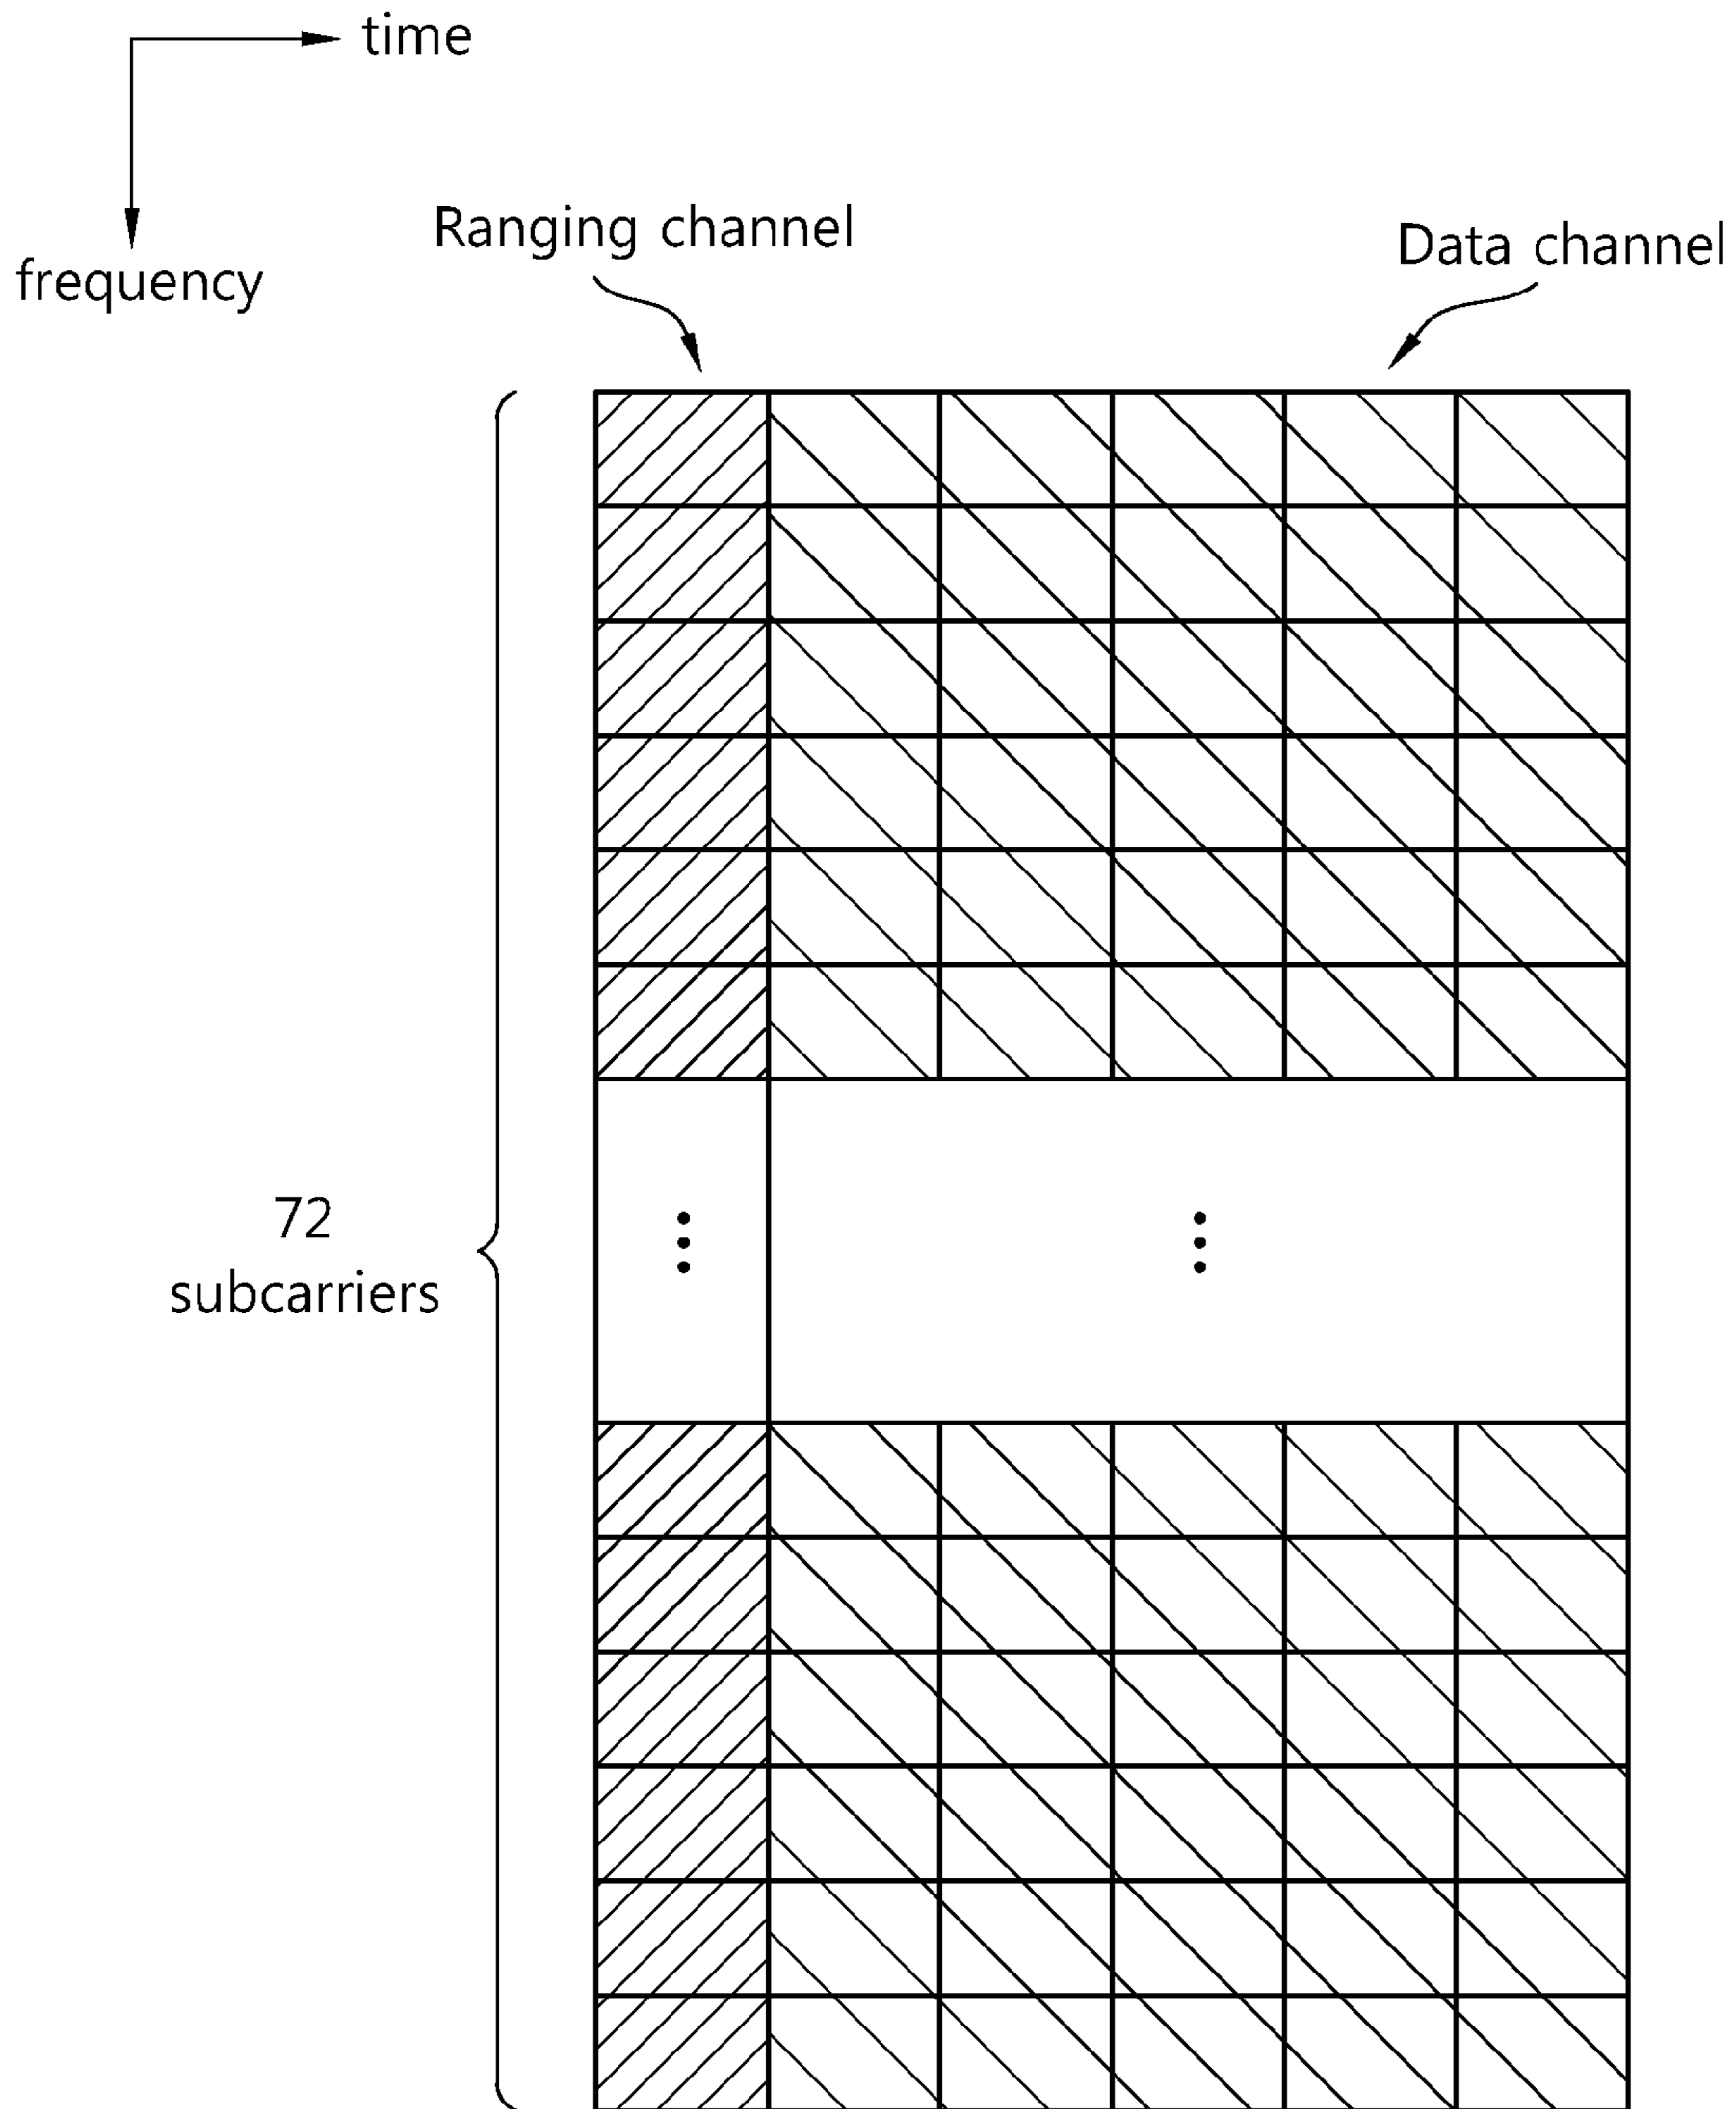 time
frequency
Ranging channel
Data channel
72
subcarriers